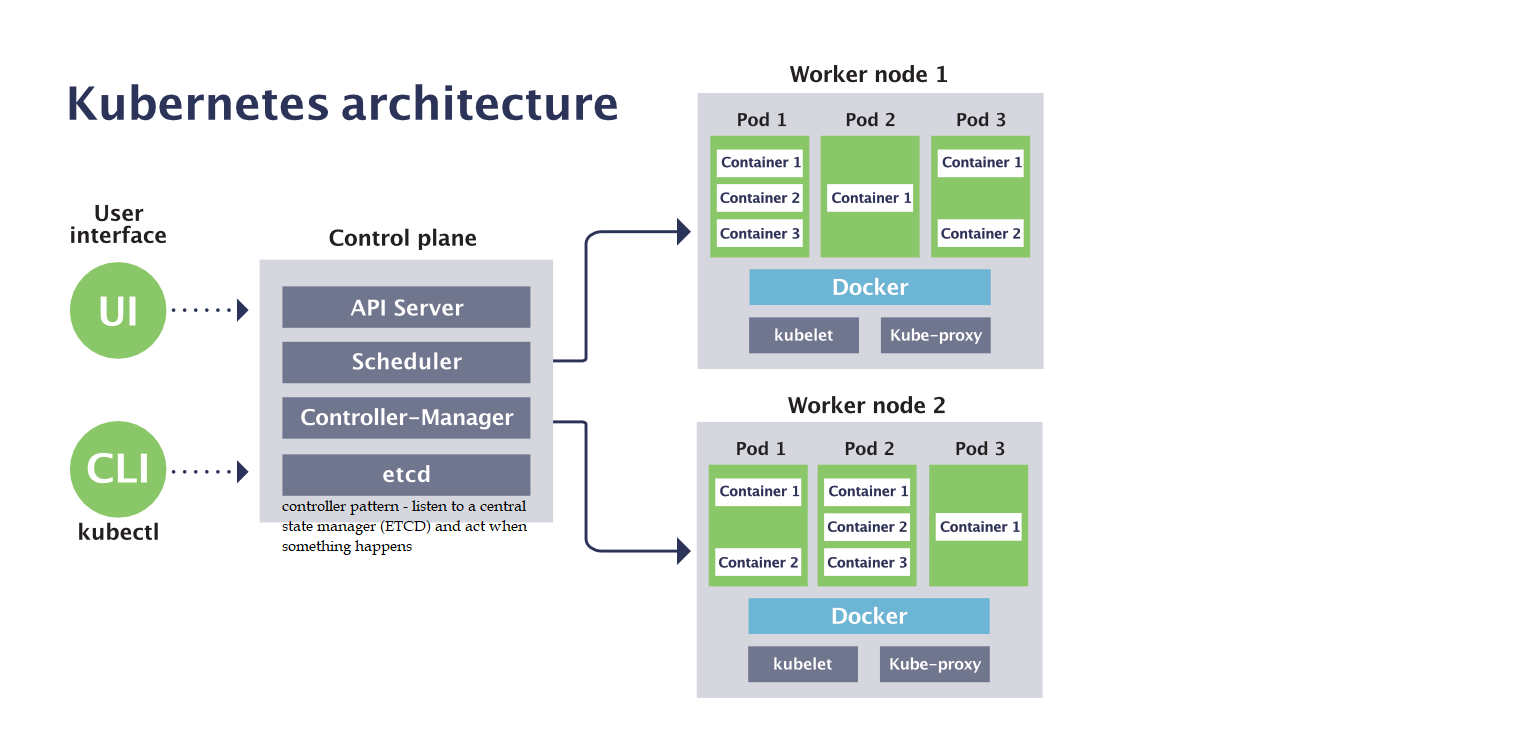 Kubernetes architecture
User
interface
UI
CLI
kubectl
Control plane
API Server
Scheduler
Controller-Manager
etcd
controller pattern - listen to a central
state manager (ETCD) and act when
something happens
Worker node 1
Pod 1
Container 1
Container 2
Container 3
Pod 2
Container 1
Pod 3
Container 1
Container 2
Docker
kubelet
Kube-proxy
Worker node 2
Pod 1
Container 1
Container 2
Pod 2
Container 1
Container 2
Container 3
Pod 3
Container 1
Docker
kubelet
Kube-proxy